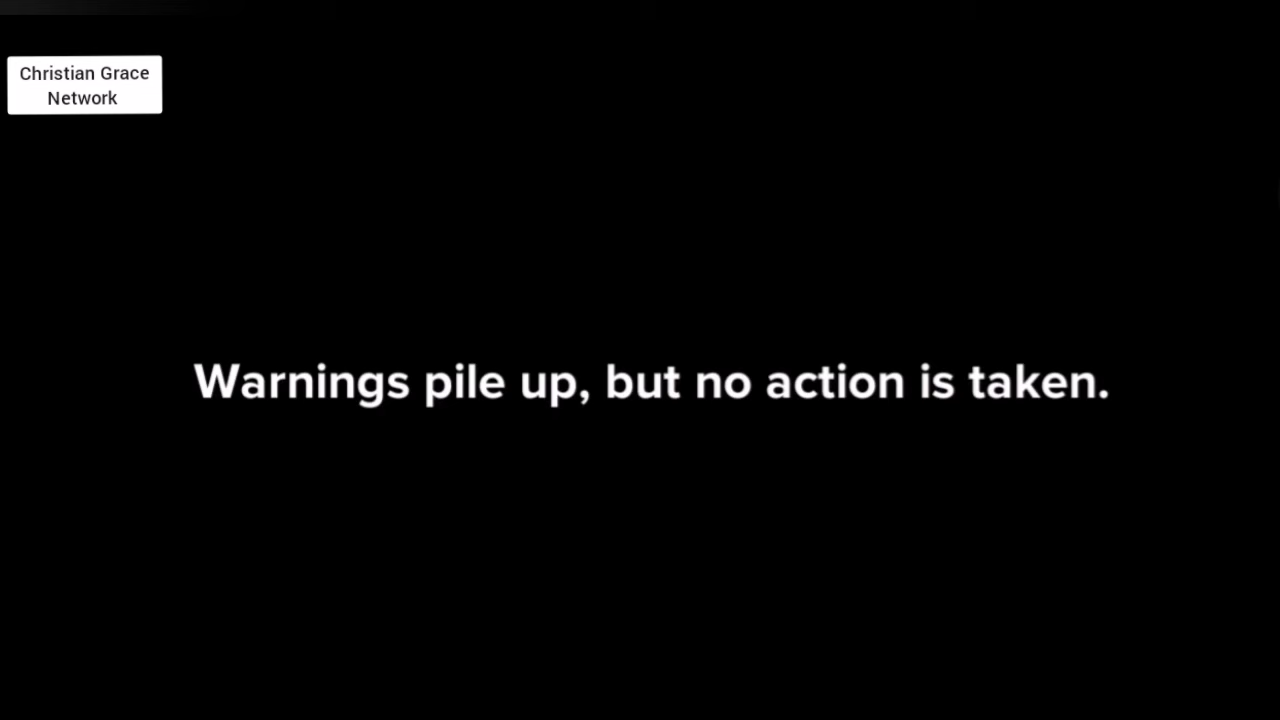 Christian Grace
Network
Warnings pile up, but no action is taken.